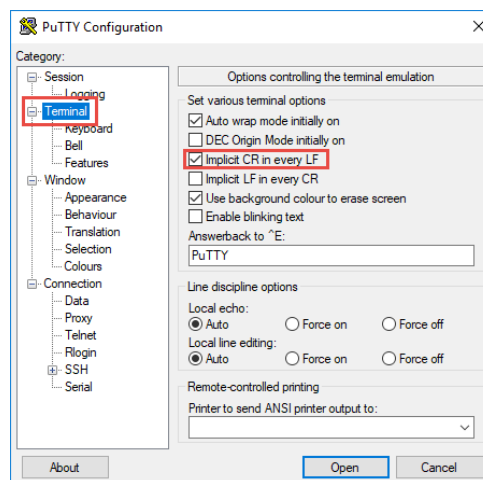 PuTTY Configuration
Category:
Session
Logging
Terminal
Keyboard
Bell
Features
Window
Appearance
Behaviour
Translation
Selection
Colours
Connection
Data
Proxy
Telnet
Rlogin
SSH
Serial
Options controlling the terminal emulation
Set various terminal options
Auto wrap mode initially on
DEC Origin Mode initially on
Implicit CR in every LF
Implicit LF in every CR
Use background colour to erase screen
Enable blinking text
Answerback to ^E:
PuTTY
Line discipline options
Local echo:
Auto Force on Force off
Local line editing:
Auto Force on Force off
Remote-controlled printing
Printer to send ANSI printer output to:
About Open Cancel